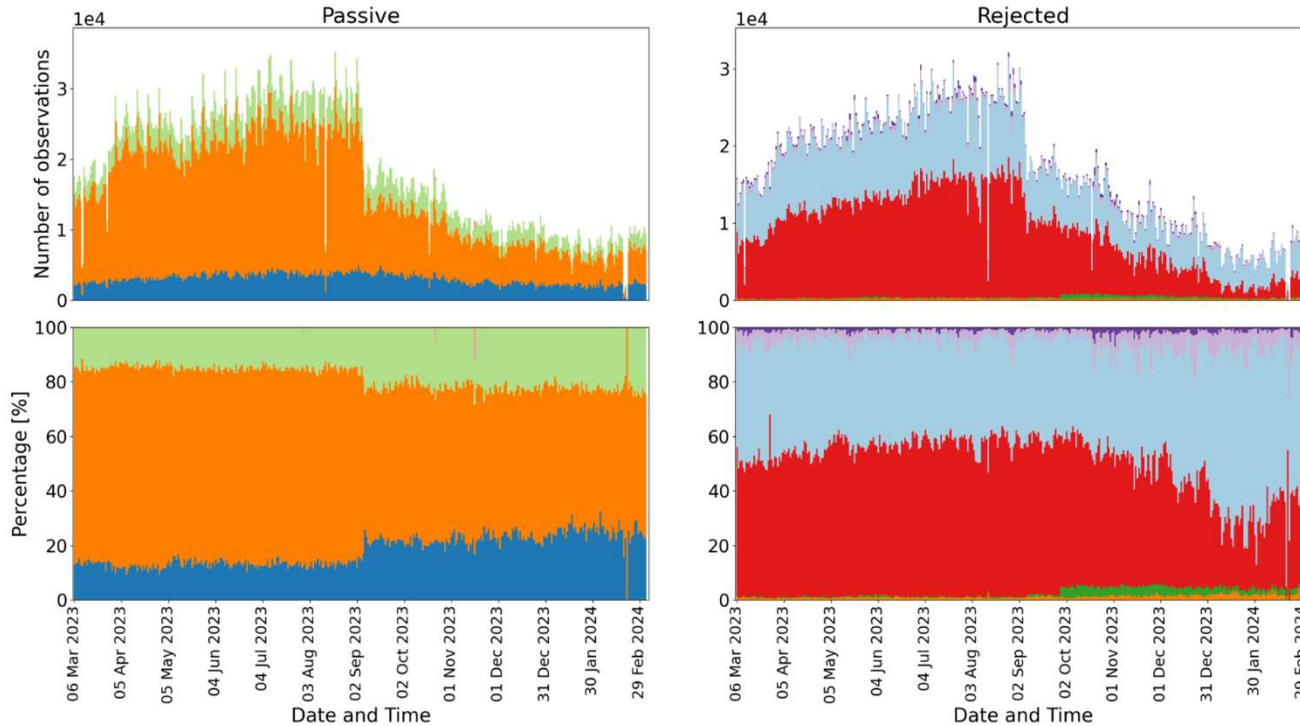 Passive
1e4
Number of observations
3
2
1
0
Rejected
1e4
3
2
1
0
Percentage [%]
100
80
60
40
20
0
06 Mar 2023
05 Apr 2023
05 May 2023
04 Jun 2023
04 Jul 2023
03 Aug 2023
02 Sep 2023
02 Oct 2023
01 Nov 2023
01 Dec 2023
31 Dec 2023
30 Jan 2024
29 Feb 2024
Date and Time
100
80
60
40
20
0
06 Mar 2023
05 Apr 2023
05 May 2023
04 Jun 2023
04 Jul 2023
03 Aug 2023
02 Sep 2023
02 Oct 2023
01 Nov 2023
01 Dec 2023
31 Dec 2023
30 Jan 2024
29 Feb 2024
Date and Time